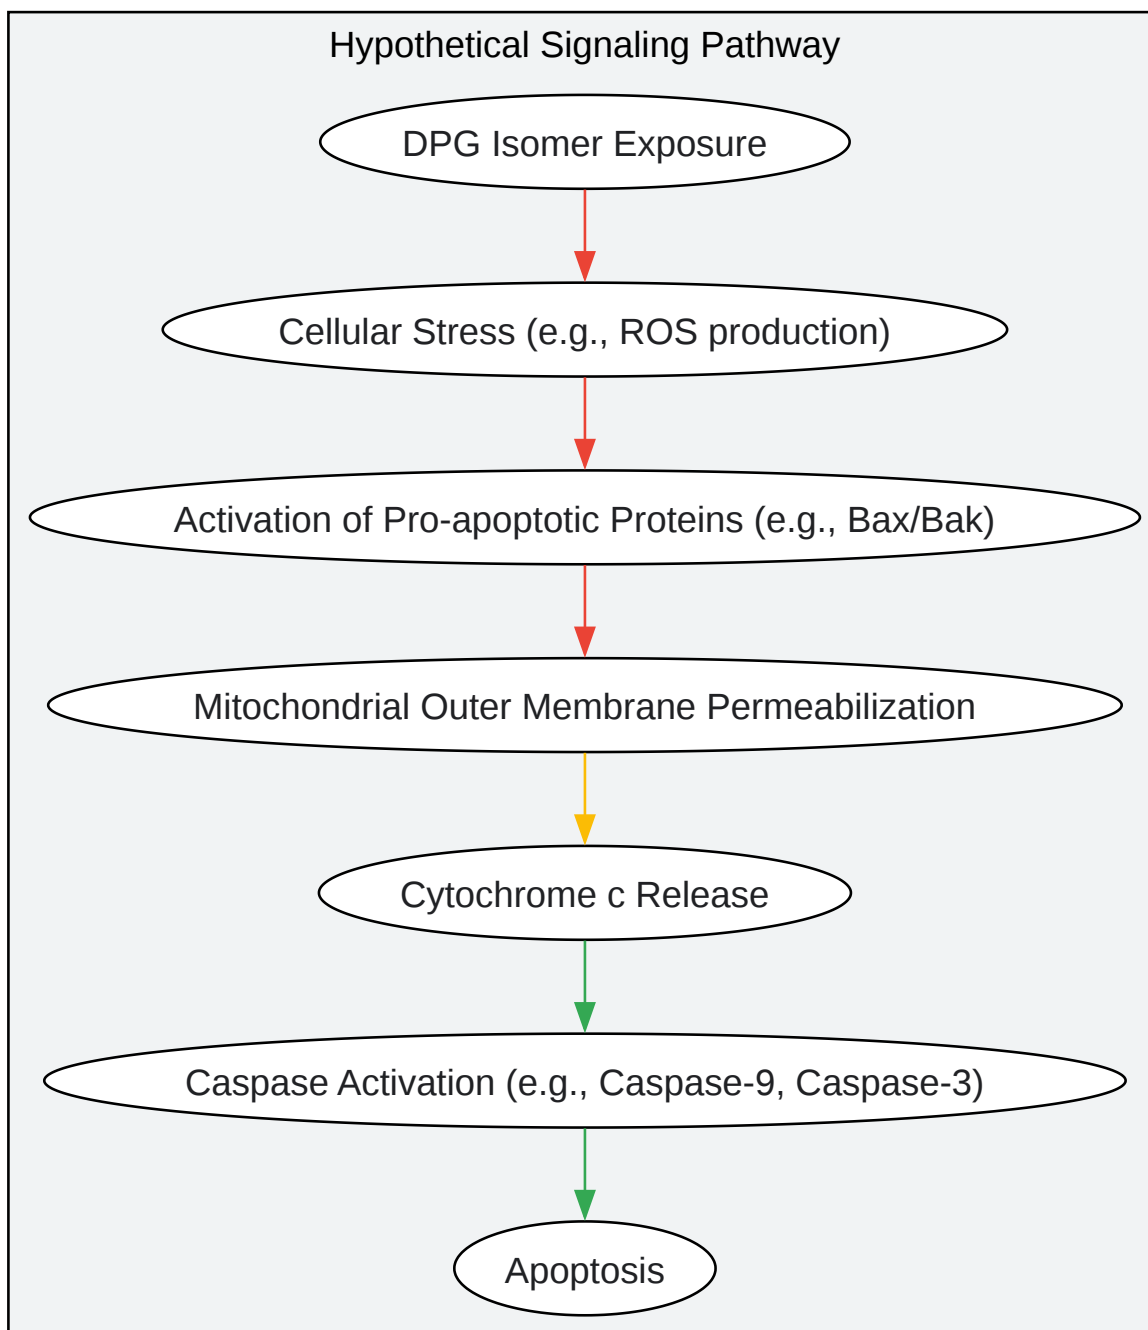 Hypothetical Signaling Pathway
DPG Isomer Exposure
Cellular Stress (e.g., ROS production)
Activation of Pro-apoptotic Proteins (e.g., Bax/Bak)
Mitochondrial Outer Membrane Permeabilization
Cytochrome c Release
Caspase Activation (e.g., Caspase-9, Caspase-3)
Apoptosis